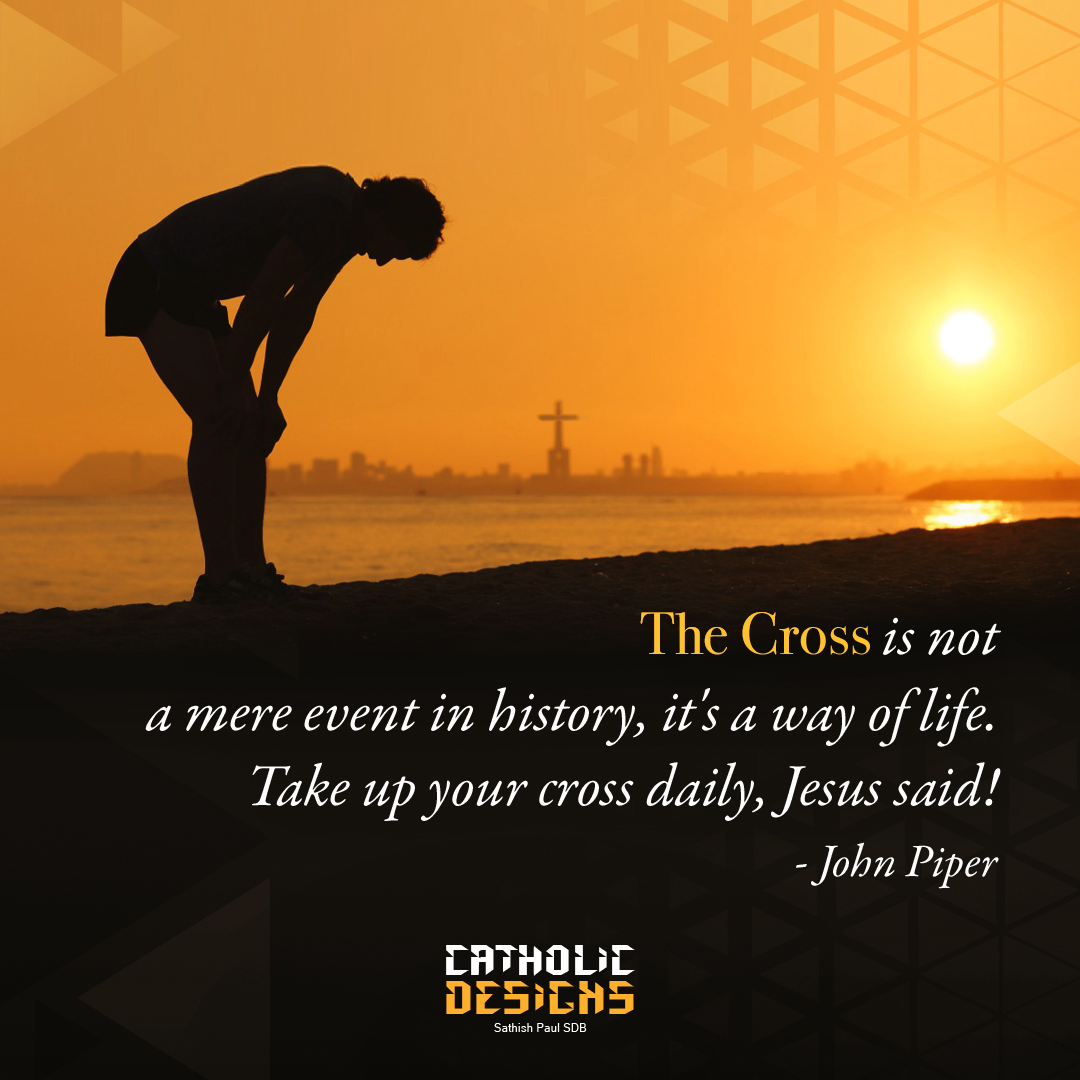 The Cross is not
a mere event in history, it's a way of life.
Take up your cross daily, Jesus said!
- John Piper
CATHOLIC
DESIGNS
Sathish Paul SDB